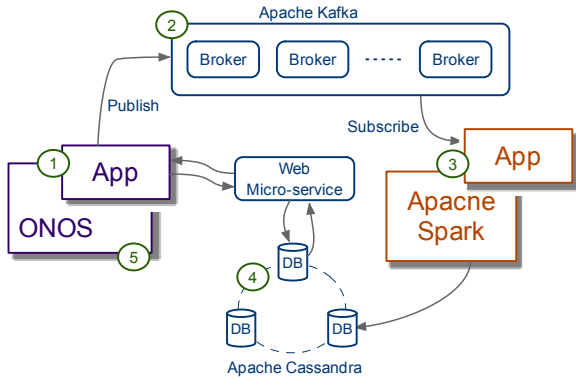 Apache Kafka
2
Broker Broker Broker
Publish
Subscribe
1
App
3
App
Web
Micro-service
Apacne
Spark
ONOS
5
4
DB
DB
DB
Apache Cassandra